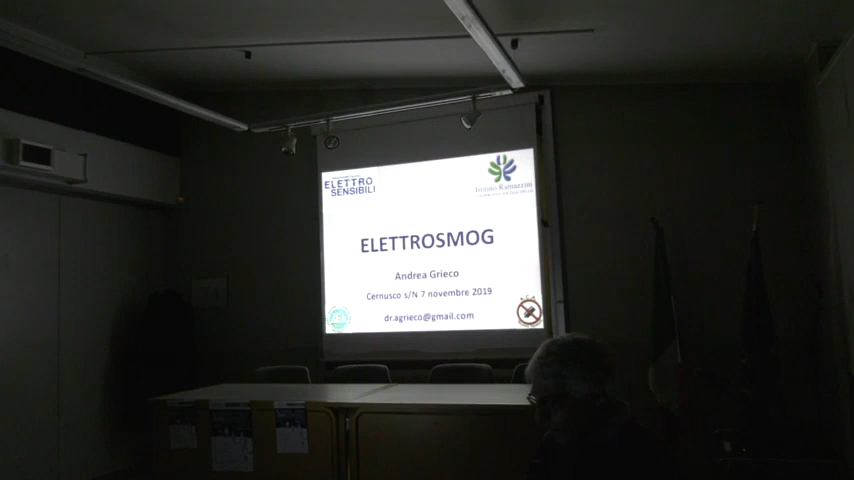 ELETTRO
SENSIBILI
Istituto Ramazzini
ELETTROSMOG
Andrea Grieco
Cernusco s/N 7 novembre 2019
dr.agrieco@gmail.com